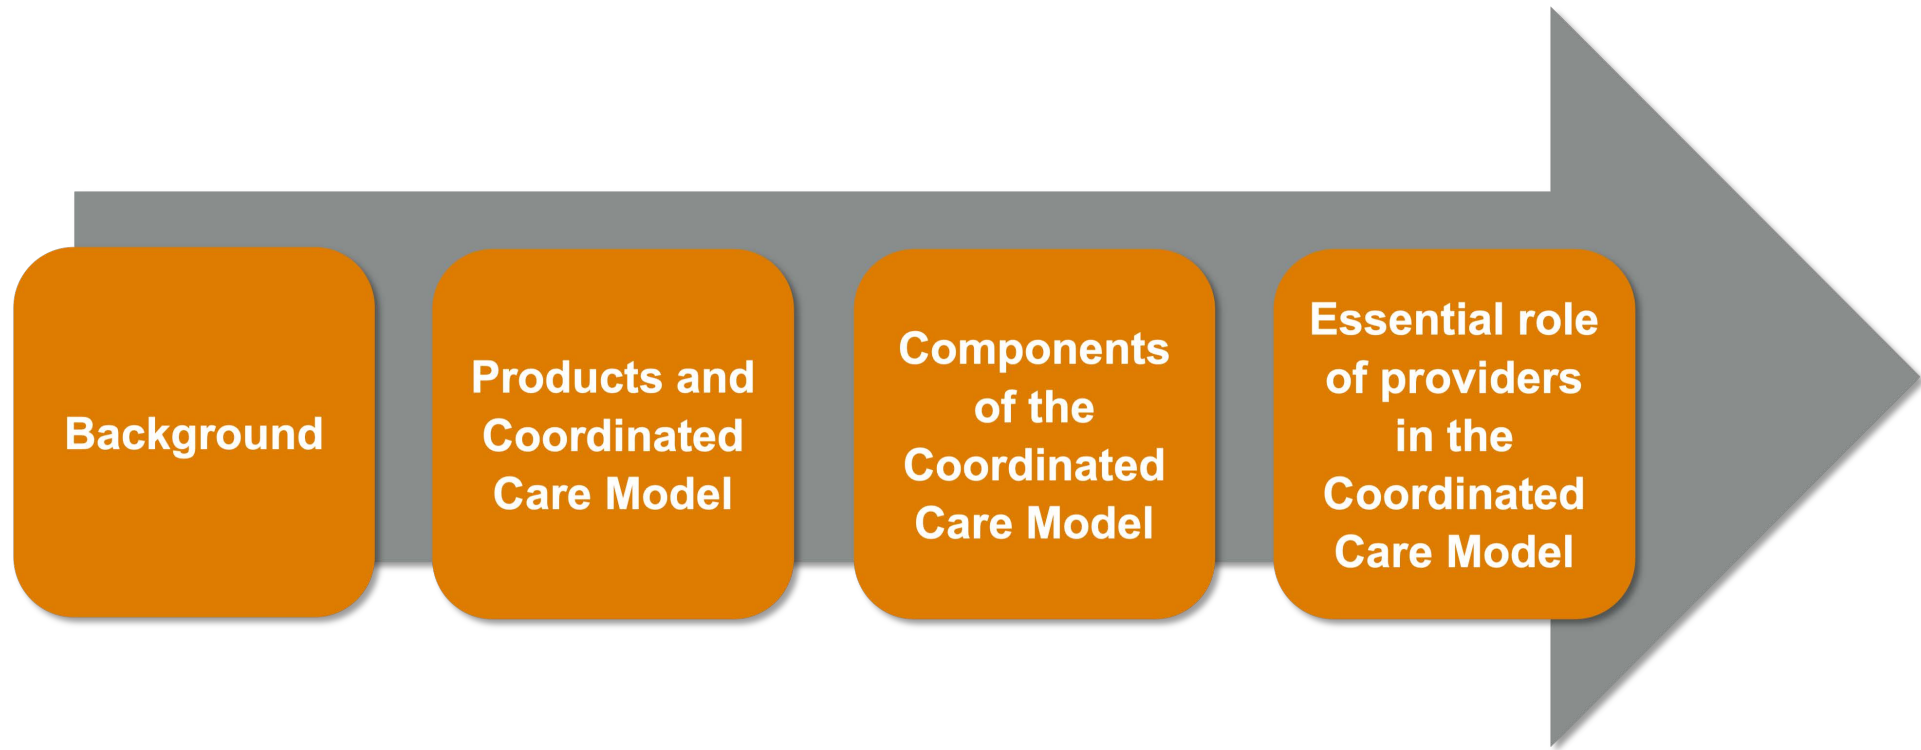 Background
Products and
Coordinated
Care Model
Components
of the
Coordinated
Care Model
Essential role
of providers
in the
Coordinated
Care Model